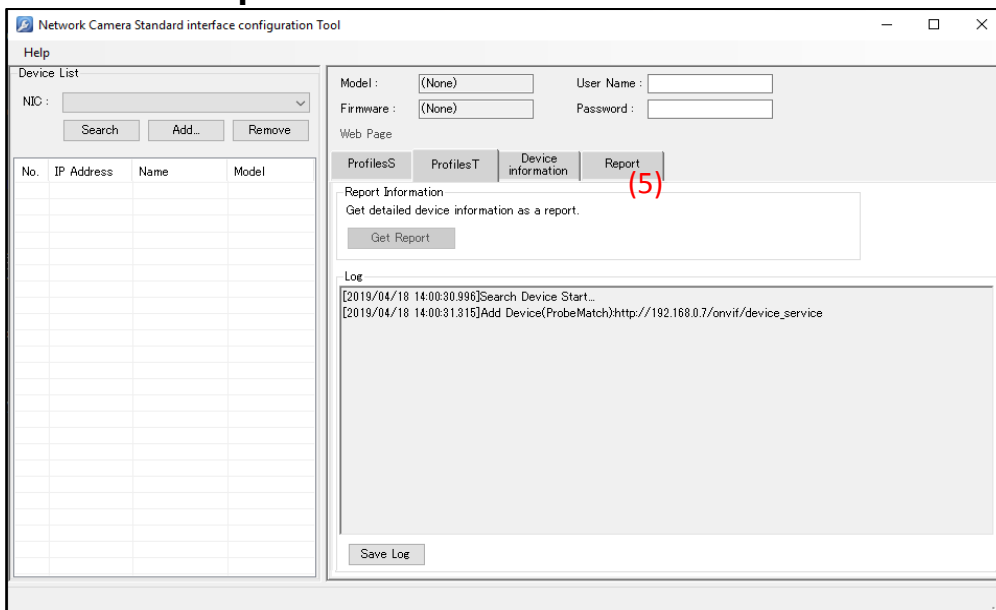 Network Camera Standard interface configuration Tool
Help
Device List
NIC :
Search Add... Remove
No. IP Address Name Model
Model : (None) User Name :
Firmware : (None) Password :
Web Page
ProfilesS ProfilesT Device information Report
(5)
Report Information
Get detailed device information as a report.
Get Report
Log
[2019/04/18 14:00:30.996]Search Device Start...
[2019/04/18 14:00:31.315]Add Device(ProbeMatch):http://192.168.0.7/onvif/device_service
Save Log